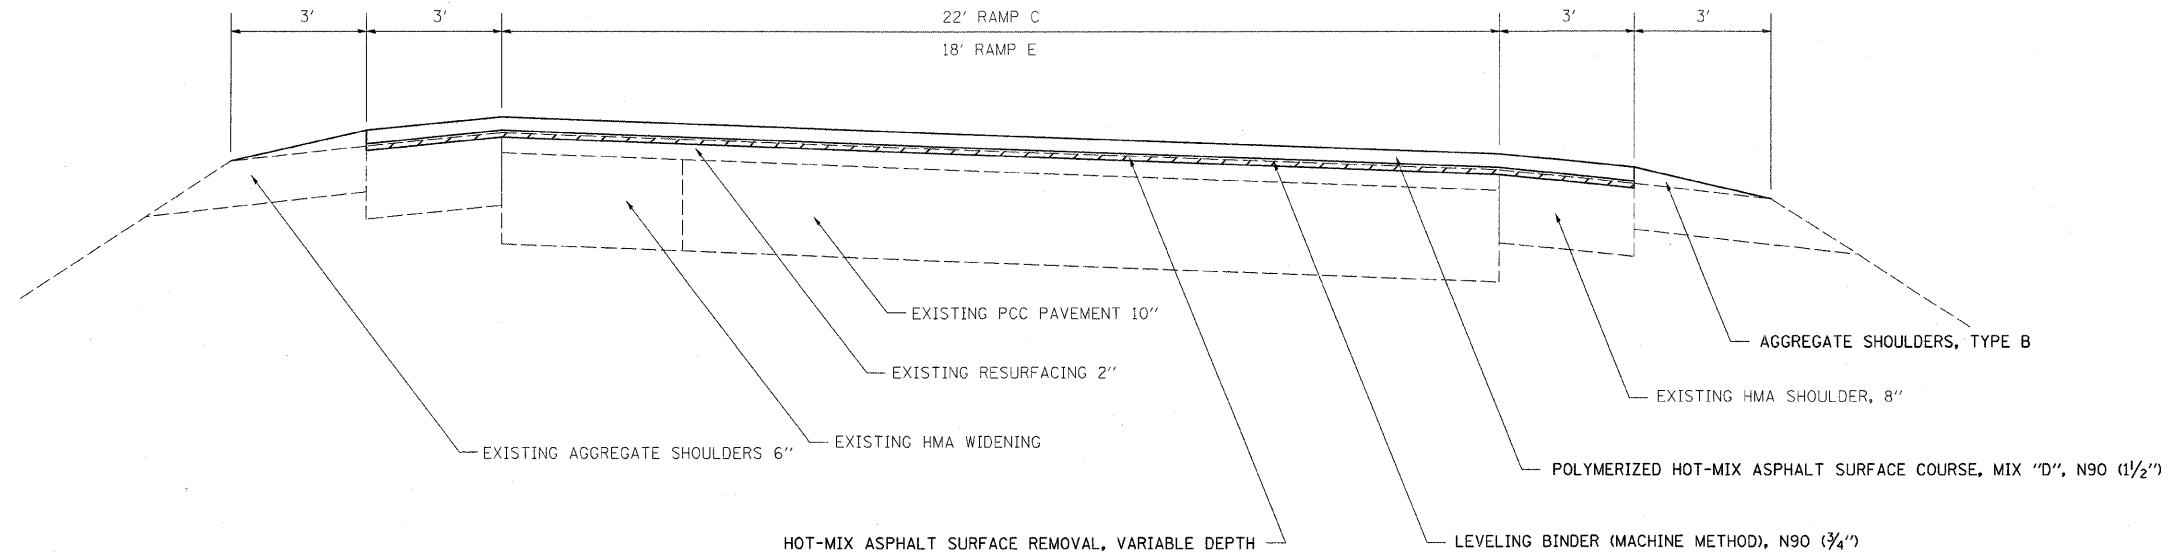 3' 3' 22' RAMP C 3' 3'
18' RAMP E
EXISTING PCC PAVEMENT 10"
AGGREGATE SHOULDERS, TYPE B
EXISTING RESURFACING 2"
EXISTING HMA SHOULDER, 8"
EXISTING HMA WIDENING
EXISTING AGGREGATE SHOULDERS 6"
POLYMERIZED HOT-MIX ASPHALT SURFACE COURSE, MIX "D", N90 (1½")
HOT-MIX ASPHALT SURFACE REMOVAL, VARIABLE DEPTH
LEVELING BINDER (MACHINE METHOD), N90 (¾")